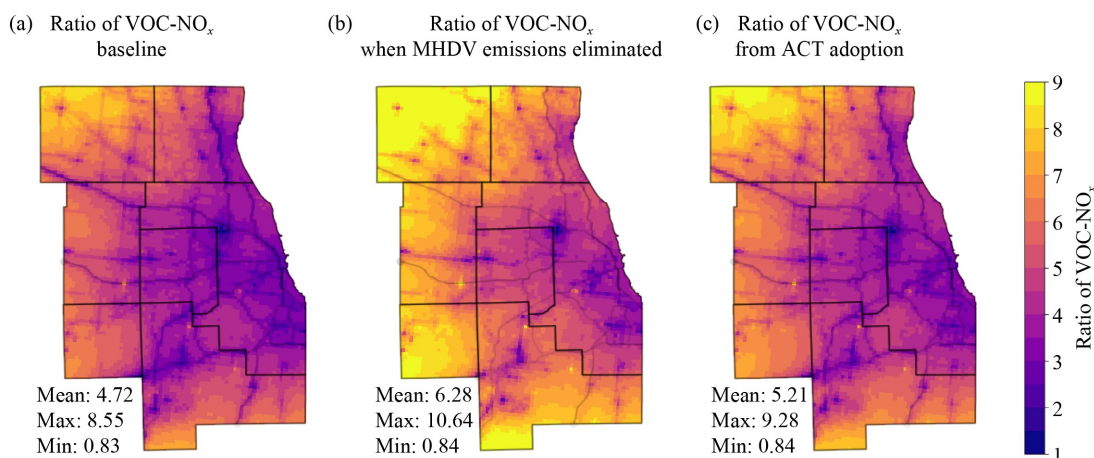 (a) Ratio of VOC-NOₓ
baseline
(b) Ratio of VOC-NOₓ
when MHDV emissions eliminated
(c) Ratio of VOC-NOₓ
from ACT adoption
Mean: 4.72
Max: 8.55
Min: 0.83
Mean: 6.28
Max: 10.64
Min: 0.84
Mean: 5.21
Max: 9.28
Min: 0.84
9
8
7
6
5
4
3
2
1
Ratio of VOC-NOₓ